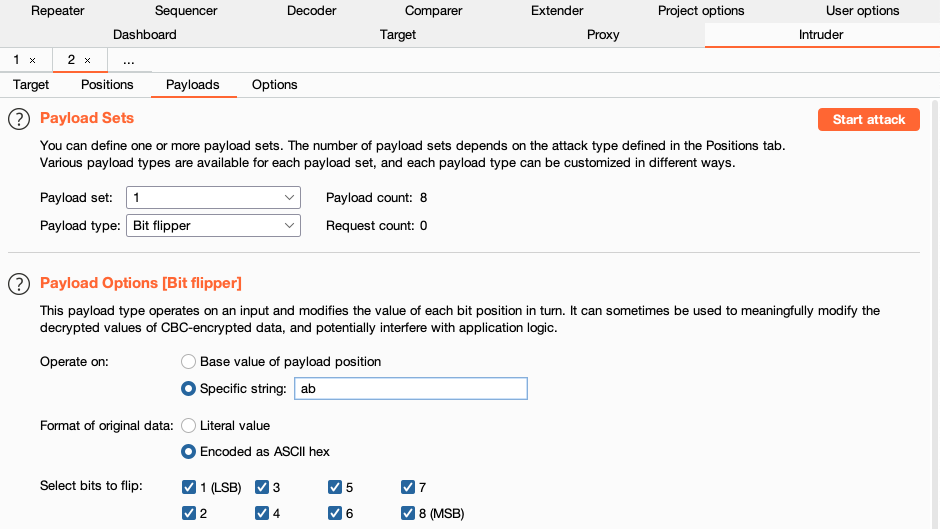 Repeater Sequencer Decoder Comparer Extender Project options User options
Dashboard Target Proxy Intruder
1 × 2 × ...
Target Positions Payloads Options
? Payload Sets Start attack
You can define one or more payload sets. The number of payload sets depends on the attack type defined in the Positions tab.
Various payload types are available for each payload set, and each payload type can be customized in different ways.
Payload set: 1 Payload count: 8
Payload type: Bit flipper Request count: 0
? Payload Options [Bit flipper]
This payload type operates on an input and modifies the value of each bit position in turn. It can sometimes be used to meaningfully modify the
decrypted values of CBC-encrypted data, and potentially interfere with application logic.
Operate on: Base value of payload position
Specific string: ab
Format of original data: Literal value
Encoded as ASCII hex
Select bits to flip: 1 (LSB) 3 5 7
2 4 6 8 (MSB)